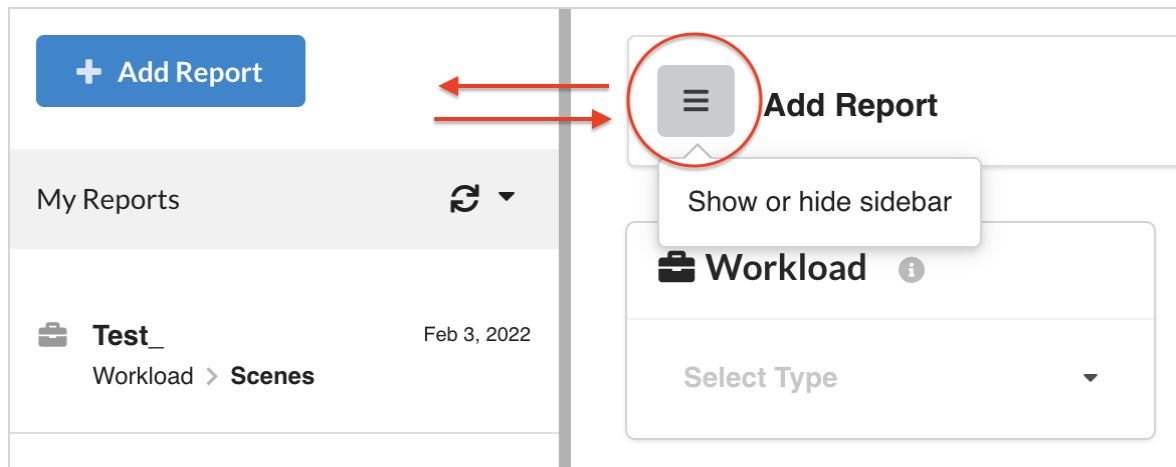 Add Report
My Reports
Test_
Feb 3, 2022
Workload > Scenes
Add Report
Show or hide sidebar
Workload
Select Type